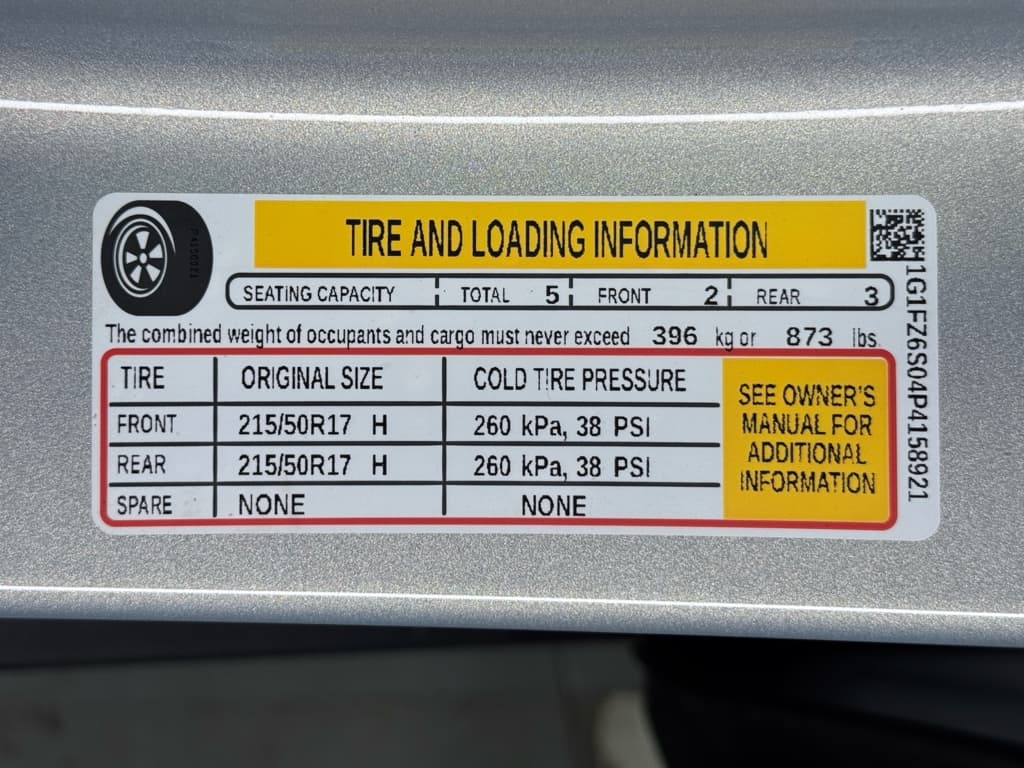 TIRE AND LOADING INFORMATION
SEATING CAPACITY TOTAL 5 FRONT 2 REAR 3
The combined weight of occupants and cargo must never exceed 396 kg or 873 lbs.
TIRE ORIGINAL SIZE COLD TIRE PRESSURE
FRONT 215/50R17 H 260 kPa, 38 PSI
REAR 215/50R17 H 260 kPa, 38 PSI
SPARE NONE NONE
SEE OWNER'S
MANUAL FOR
ADDITIONAL
INFORMATION
1G1FZ6S04P4158921